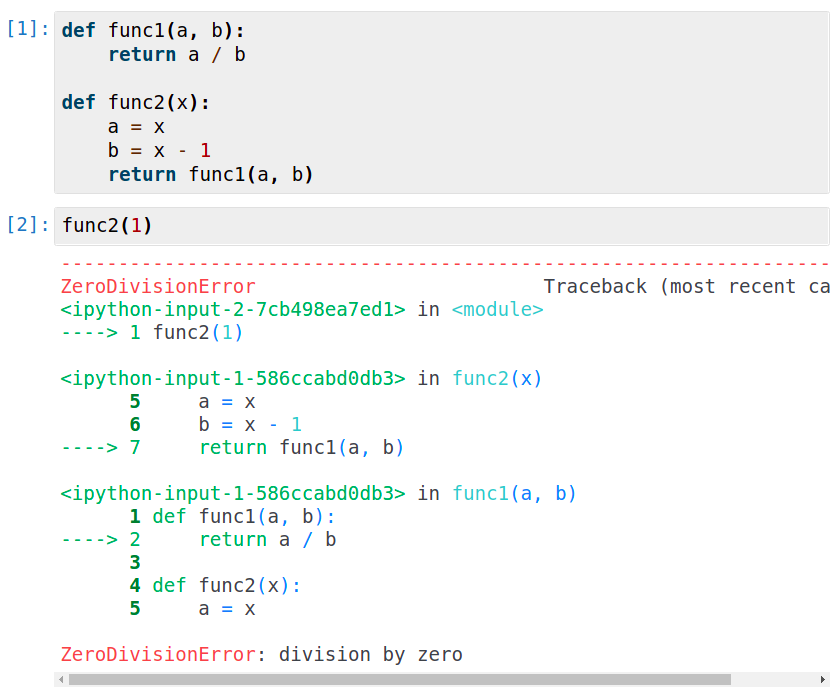 [1]: def func1(a, b):
    return a / b

def func2(x):
    a = x
    b = x - 1
    return func1(a, b)
[2]: func2(1)
---------------------------------------------------------------------------
ZeroDivisionError                         Traceback (most recent ca
<ipython-input-2-7cb498ea7ed1> in <module>
----> 1 func2(1)

<ipython-input-1-586ccabd0db3> in func2(x)
      5     a = x
      6     b = x - 1
----> 7     return func1(a, b)

<ipython-input-1-586ccabd0db3> in func1(a, b)
      1 def func1(a, b):
----> 2     return a / b
      3
      4 def func2(x):
      5     a = x

ZeroDivisionError: division by zero